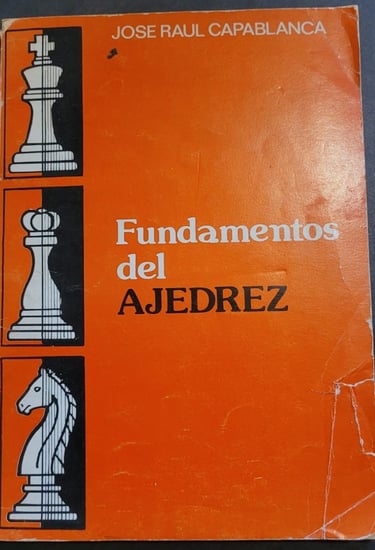 JOSE RAUL CAPABLANCA
Fundamentos
del
AJEDREZ